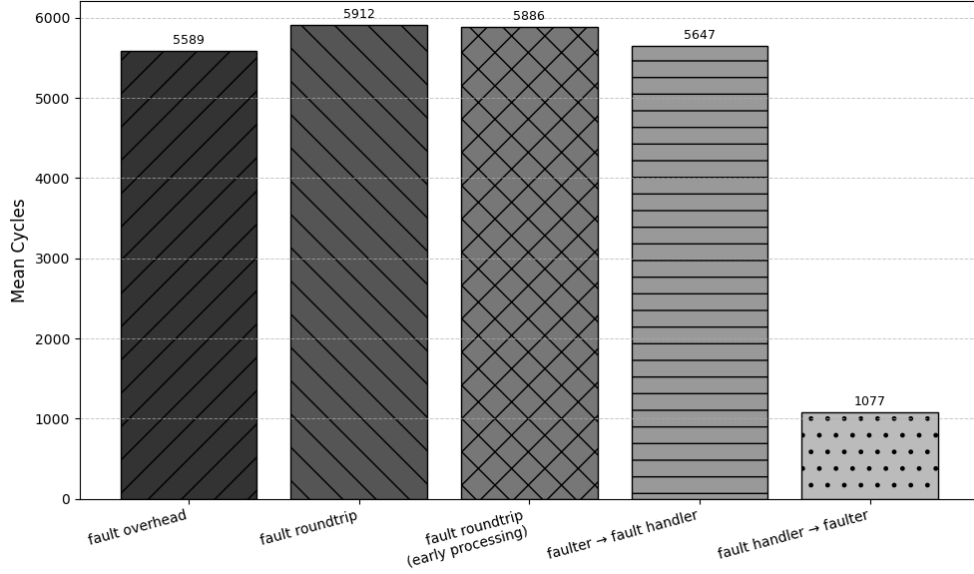 Mean Cycles
6000
5000
4000
3000
2000
1000
0
5589
5912
5886
5647
1077
fault overhead
fault roundtrip
fault roundtrip
(early processing)
faulter → fault handler
fault handler → faulter